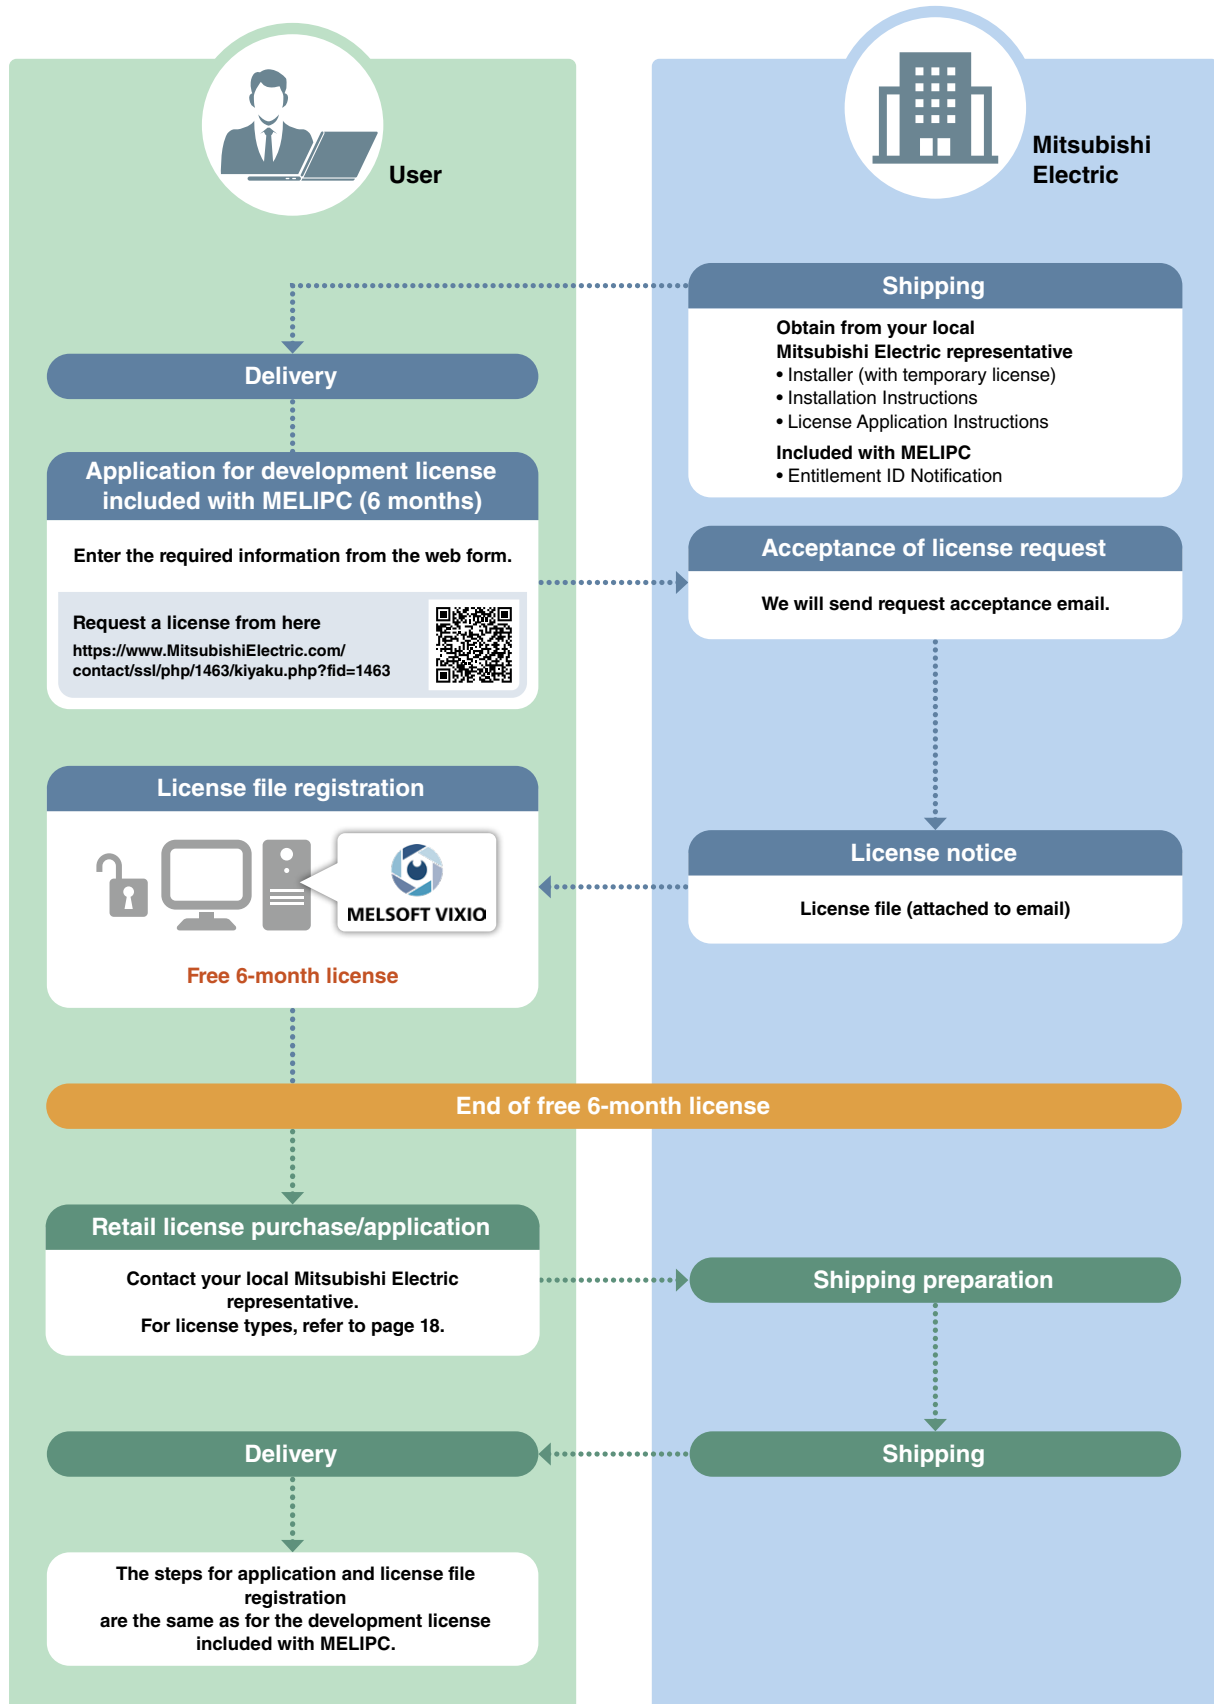 User
Mitsubishi
Electric
Shipping
Obtain from your local
Mitsubishi Electric representative
• Installer (with temporary license)
• Installation Instructions
• License Application Instructions
Included with MELIPC
• Entitlement ID Notification
Delivery
Application for development license
included with MELIPC (6 months)
Enter the required information from the web form.
Request a license from here
https://www.MitsubishiElectric.com/
contact/ssl/php/1463/kiyaku.php?fid=1463
Acceptance of license request
We will send request acceptance email.
License file registration
MELSOFT VIXIO
Free 6-month license
License notice
License file (attached to email)
End of free 6-month license
Retail license purchase/application
Contact your local Mitsubishi Electric
representative.
For license types, refer to page 18.
Shipping preparation
Delivery
Shipping
The steps for application and license file
registration
are the same as for the development license
included with MELIPC.